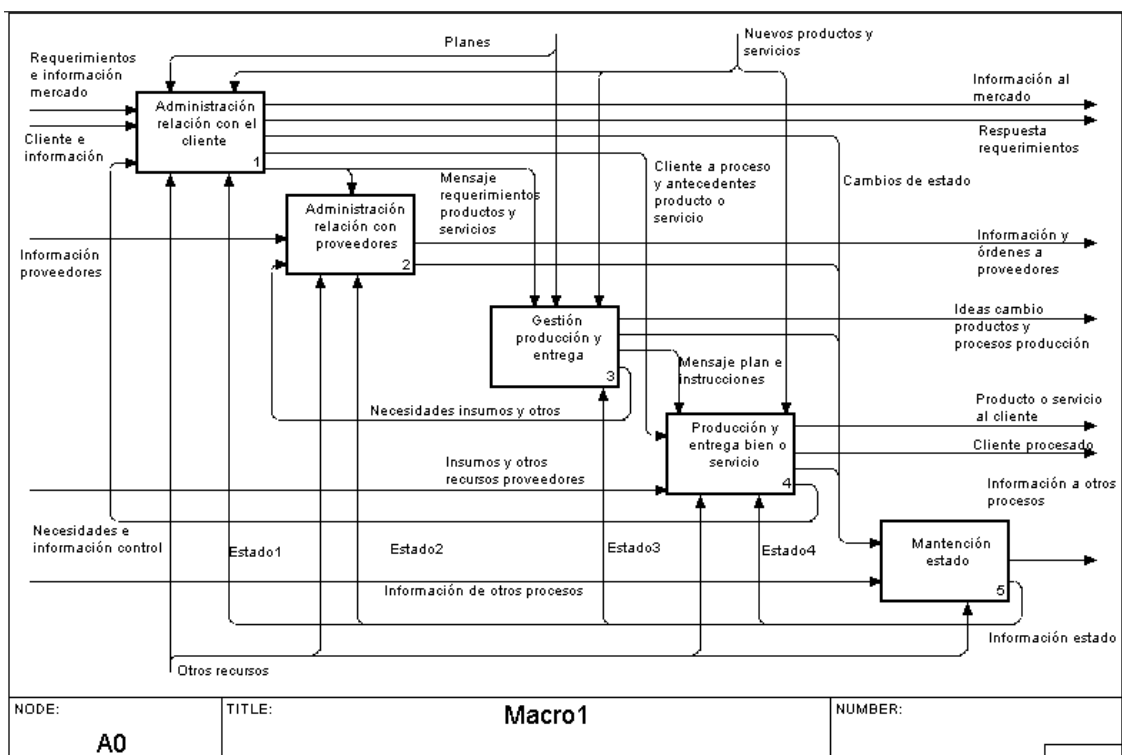 Planes
Nuevos productos y
servicios
Requerimientos
e información
mercado
Administración
relación con el
cliente
1
Información al
mercado
Respuesta
requerimientos
Cliente e
información
Mensaje
requerimientos
productos y
servicios
Cliente a proceso
y antecedentes
producto o
servicio
Cambios de estado
Administración
relación con
proveedores
2
Información
proveedores
Información y
órdenes a
proveedores
Gestión
producción y
entrega
3
Ideas cambio
productos y
procesos producción
Mensaje plan e
instrucciones
Necesidades insumos y otros
Producción y
entrega bien o
servicio
4
Producto o servicio
al cliente
Cliente procesado
Insumos y otros
recursos proveedores
Información a otros
procesos
Necesidades e
información control
Estado1
Estado2
Estado3
Estado4
Mantención
estado
5
Información de otros procesos
Información estado
Otros recursos
NODE:
A0
TITLE:
Macro1
NUMBER: